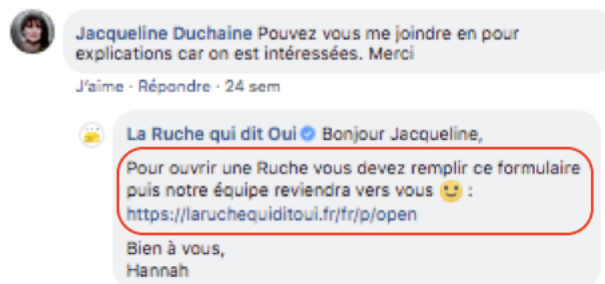 Jacqueline Duchaine Pouvez vous me joindre en pour
explications car on est intéressées. Merci
J'aime · Répondre · 24 sem
La Ruche qui dit Oui Bonjour Jacqueline,
Pour ouvrir une Ruche vous devez remplir ce formulaire
puis notre équipe reviendra vers vous 🙂 :
https://laruchequiditoui.fr/fr/p/open
Bien à vous,
Hannah